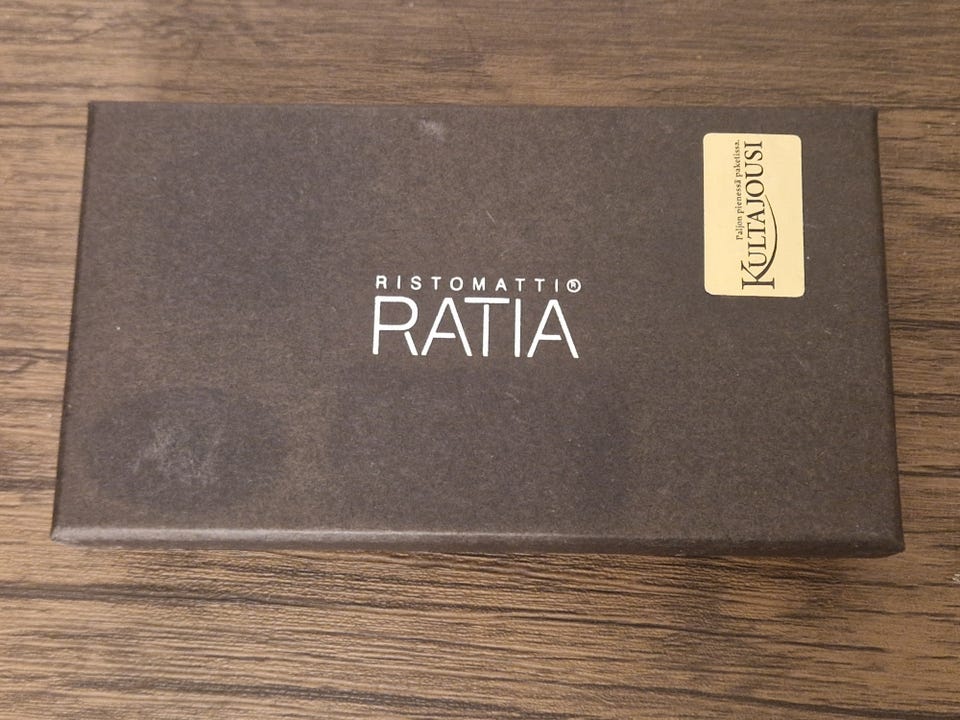 RISTOMATTI®
RATIA
Paljon pienessä paketissa.
KULTAJOUSI